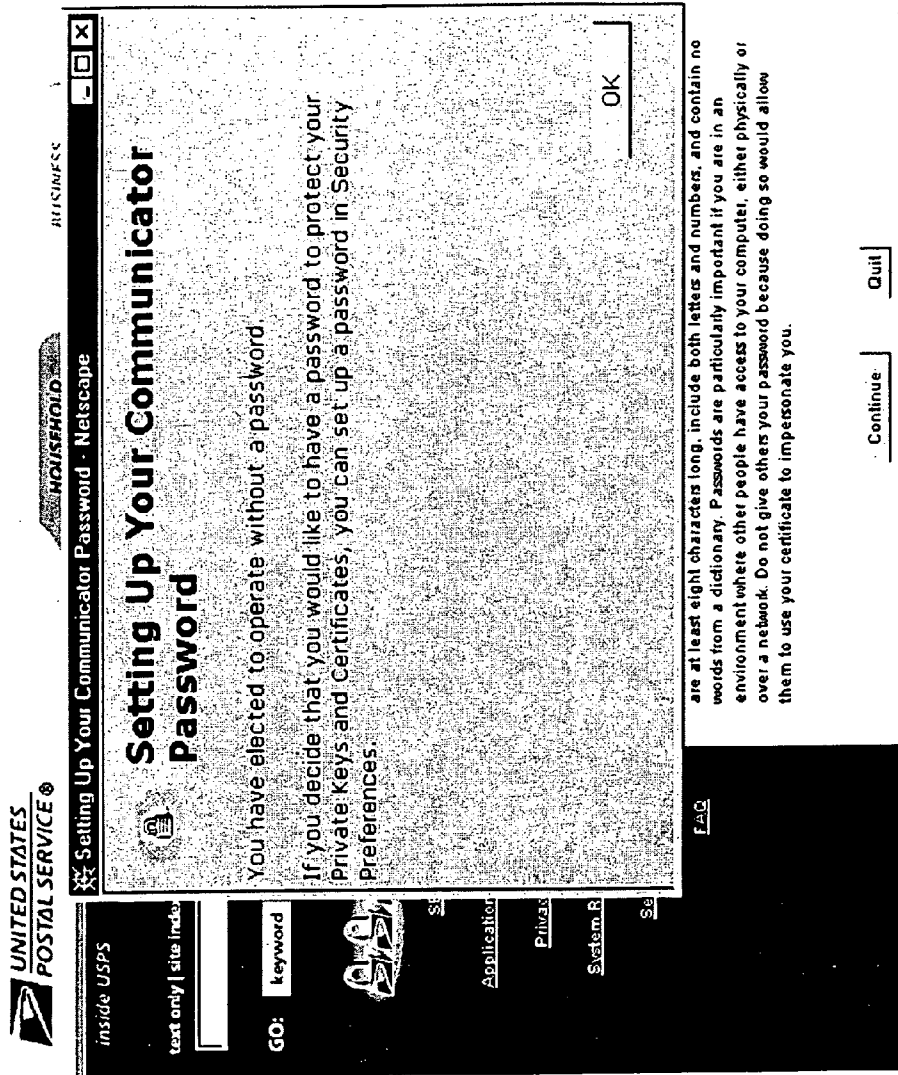 UNITED STATES
POSTAL SERVICE®
HOUSEHOLD
BUSINESS
Setting Up Your Communicator Password - Netscape
Setting Up Your Communicator
Password
You have elected to operate without a password.
If you decide that you would like to have a password to protect your
Private Keys and Certificates, you can set up a password in Security
Preferences.
OK
inside USPS
text only | site index
GO:
keyword
Application
Privac
System R
Se
FAQ
are at least eight characters long, include both letters and numbers, and contain no
words from a dictionary. Passwords are particularly important if you are in an
environment where other people have access to your computer, either physically or
over a network. Do not give others your password because doing so would allow
them to use your certificate to impersonate you.
Continue
Quit